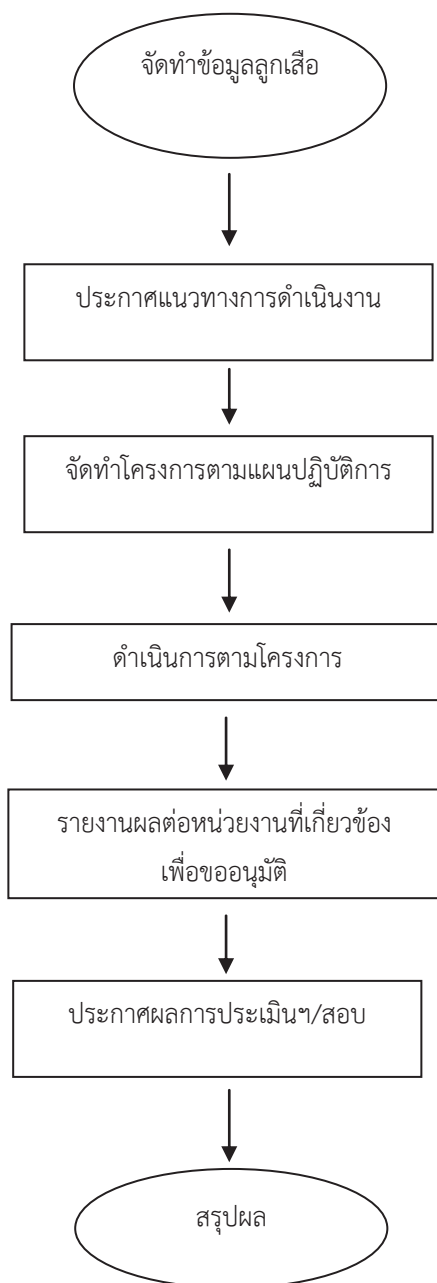 จัดทำข้อมูลลูกเสือ
ประกาศแนวทางการดำเนินงาน
จัดทำโครงการตามแผนปฏิบัติการ
ดำเนินการตามโครงการ
รายงานผลต่อหน่วยงานที่เกี่ยวข้อง
เพื่อขออนุมัติ
ประกาศผลการประเมินฯ/สอบ
สรุปผล